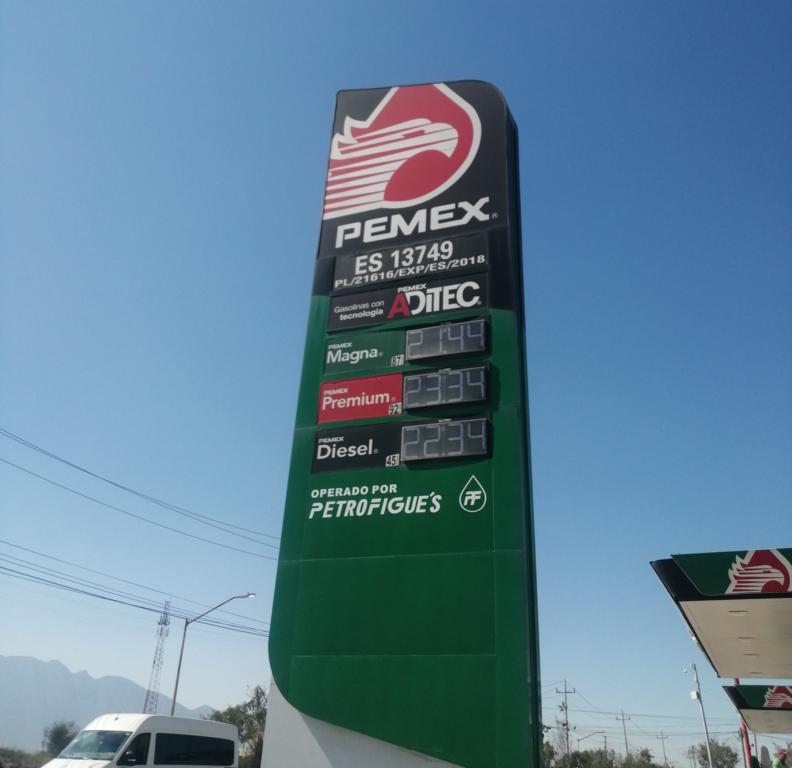 PEMEX®
ES 13749
PL/21616/EXP/ES/2018
Gasolinas con tecnología PEMEX ADiTEC®
PEMEX Magna® 87 21.44
PEMEX Premium® 92 23.34
PEMEX Diesel® 45 22.34
OPERADO POR
PETROFIGUE'S